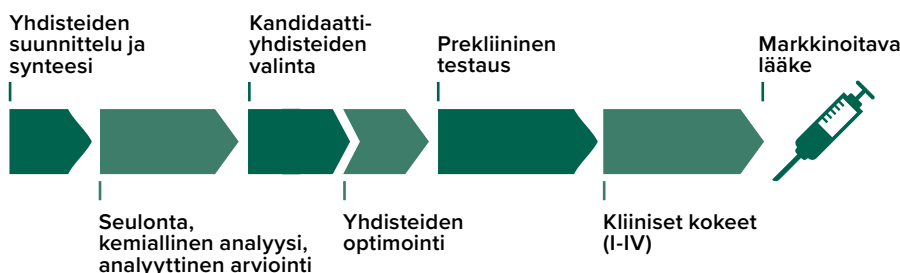 Yhdisteiden
suunnittelu ja
synteesi
Kandidaatti-
yhdisteiden
valinta
Prekliininen
testaus
Markkinoitava
lääke
Seulonta,
kemiallinen analyysi,
analyyttinen arviointi
Yhdisteiden
optimointi
Kliiniset kokeet
(I-IV)